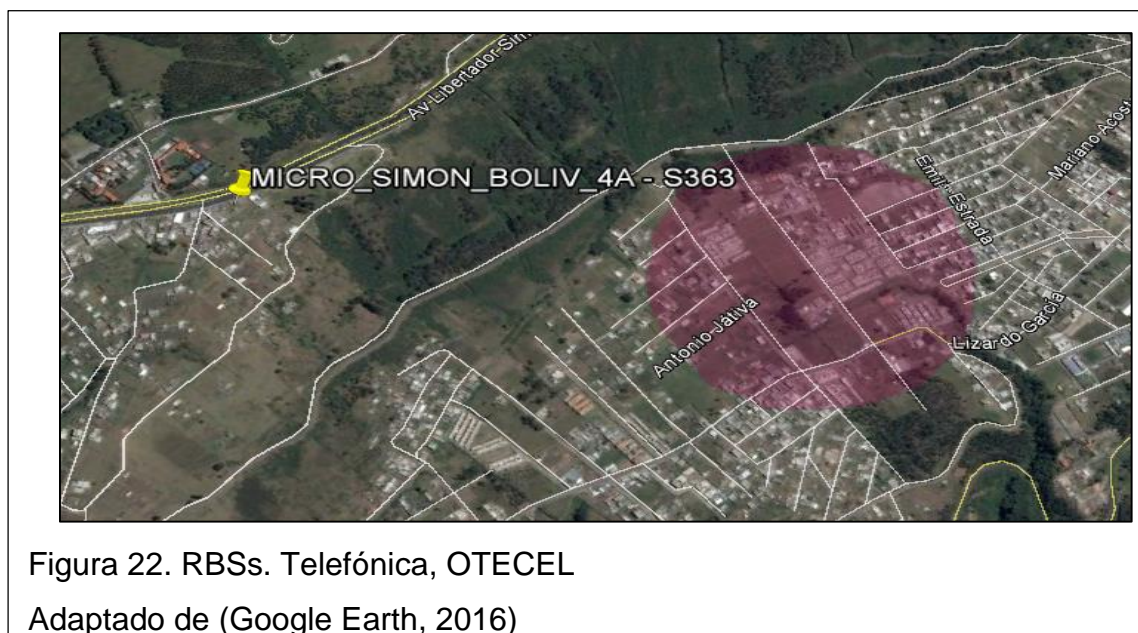 Av-Libertador-Sim
MICRO_SIMON_BOLIV_4A - S363
Mariano Acost
Emil-Estrada
Antonio-Játiva
Lizardo García
Figura 22. RBSs. Telefónica, OTECEL
Adaptado de (Google Earth, 2016)